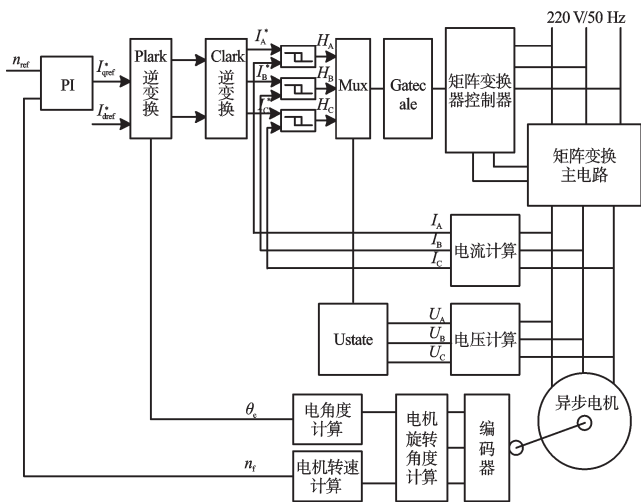 220 V/50 Hz
n_ref
PI
I*_qref
I*_dref
Plark
逆变换
Clark
逆变换
I*_A
I*_B
I*_C
H_A
H_B
H_C
Mux
Gatec
ale
矩阵变换
器控制器
矩阵变换
主电路
I_A
I_B
I_C
电流计算
Ustate
U_A
U_B
U_C
电压计算
异步电机
θ_s
电角度
计算
n_f
电机转速
计算
电机
旋转
角度
计算
编
码
器